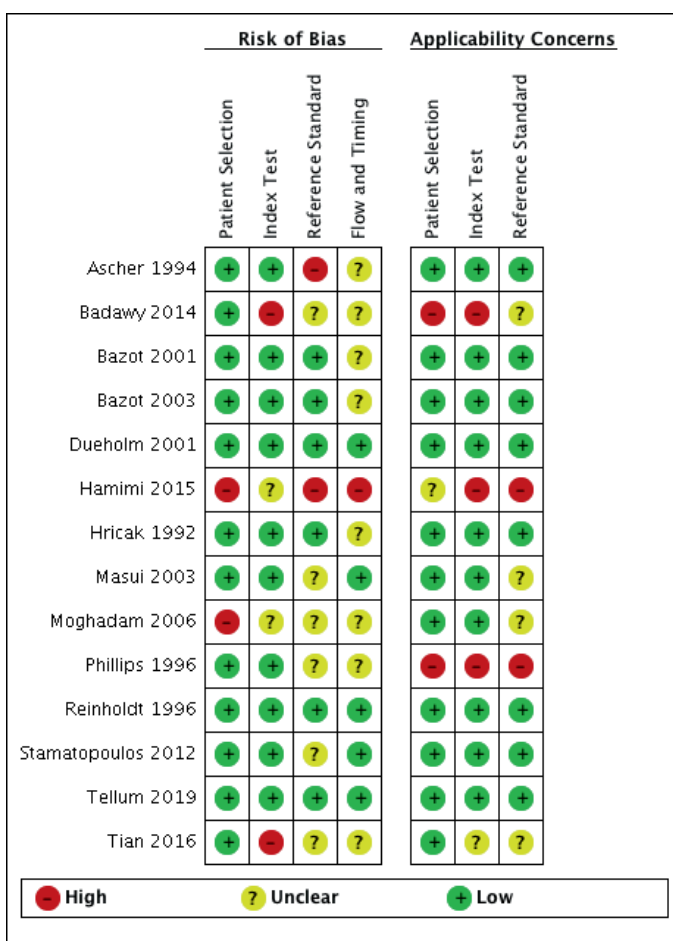 Risk of Bias Applicability Concerns
Patient Selection Index Test Reference Standard Flow and Timing Patient Selection Index Test Reference Standard
Ascher 1994 + + - ? + + +
Badawy 2014 + - ? ? - - ?
Bazot 2001 + + + ? + + +
Bazot 2003 + + + ? + + +
Dueholm 2001 + + + + + + +
Hamimi 2015 - ? - - ? - -
Hricak 1992 + + + ? + + +
Masui 2003 + + ? + + + ?
Moghadam 2006 - ? ? ? + + ?
Phillips 1996 + + ? ? - - -
Reinholdt 1996 + + + + + + +
Stamatopoulos 2012 + + ? + + + +
Tellum 2019 + + + + + + +
Tian 2016 + - ? ? + ? ?
- High ? Unclear + Low